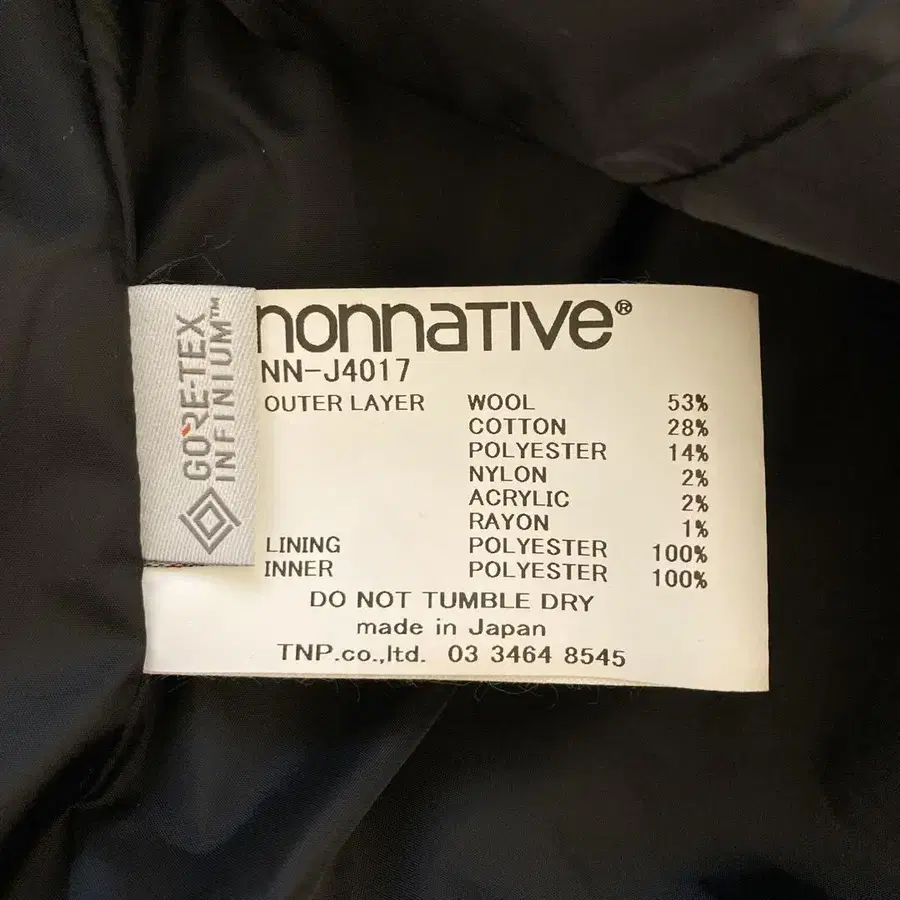 GORE-TEX
INFINIUM™
nonnative®
NN-J4017
OUTER LAYER WOOL 53%
COTTON 28%
POLYESTER 14%
NYLON 2%
ACRYLIC 2%
RAYON 1%
LINING POLYESTER 100%
INNER POLYESTER 100%
DO NOT TUMBLE DRY
made in Japan
TNP.co.,ltd. 03 3464 8545